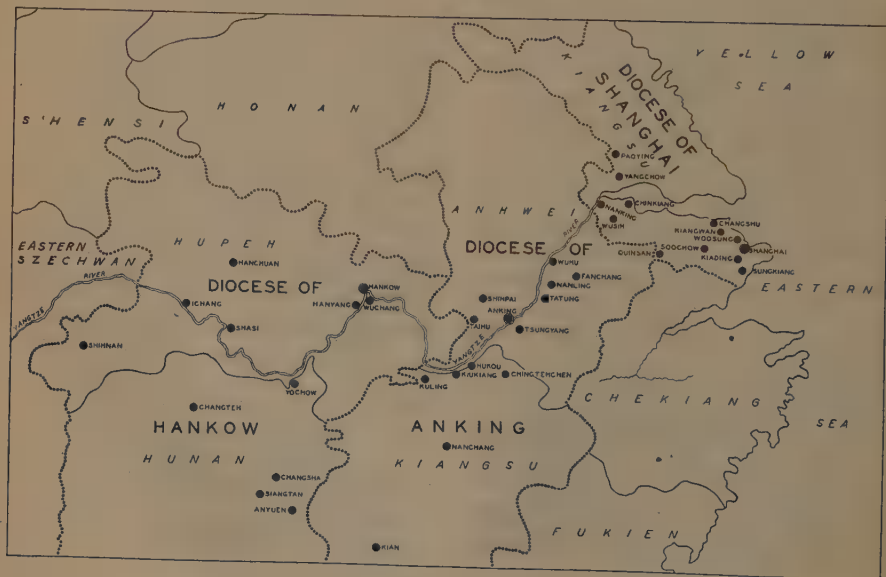 YELLOW
SEA
DIOCESE OF
SHANGHAI
KIANGSU
HONAN
S'HENSI
PAOYING
YANGCHOW
ANHWEI
NANKING
CHINKIANG
WUSIH
CHANGSHU
KIANGWAN
WOOSUNG
SHANGHAI
SOOCHOW
QUINSAN
KIADING
SUNGKIANG
EASTERN
SEA
EASTERN
SZECHWAN
HUPEH
HANCHUAN
DIOCESE OF
HANKOW
HANYANG
WUCHANG
DIOCESE OF
RIVER
WUHU
FANCHANG
NANLING
TATUNG
SHIHPAI
ANKING
TAIHU
TSUNGYANG
YANGTZE
RIVER
YANGTZE
ICHANG
SHASI
SHIHNAN
YOCHOW
HUKOU
KULING
KIUKIANG
CHINGTEHCHEN
CHANGTEH
HANKOW
HUNAN
ANKING
NANCHANG
KIANGSU
CHEKIANG
CHANGSHA
SIANGTAN
ANYUEN
KIAN
FUKIEN